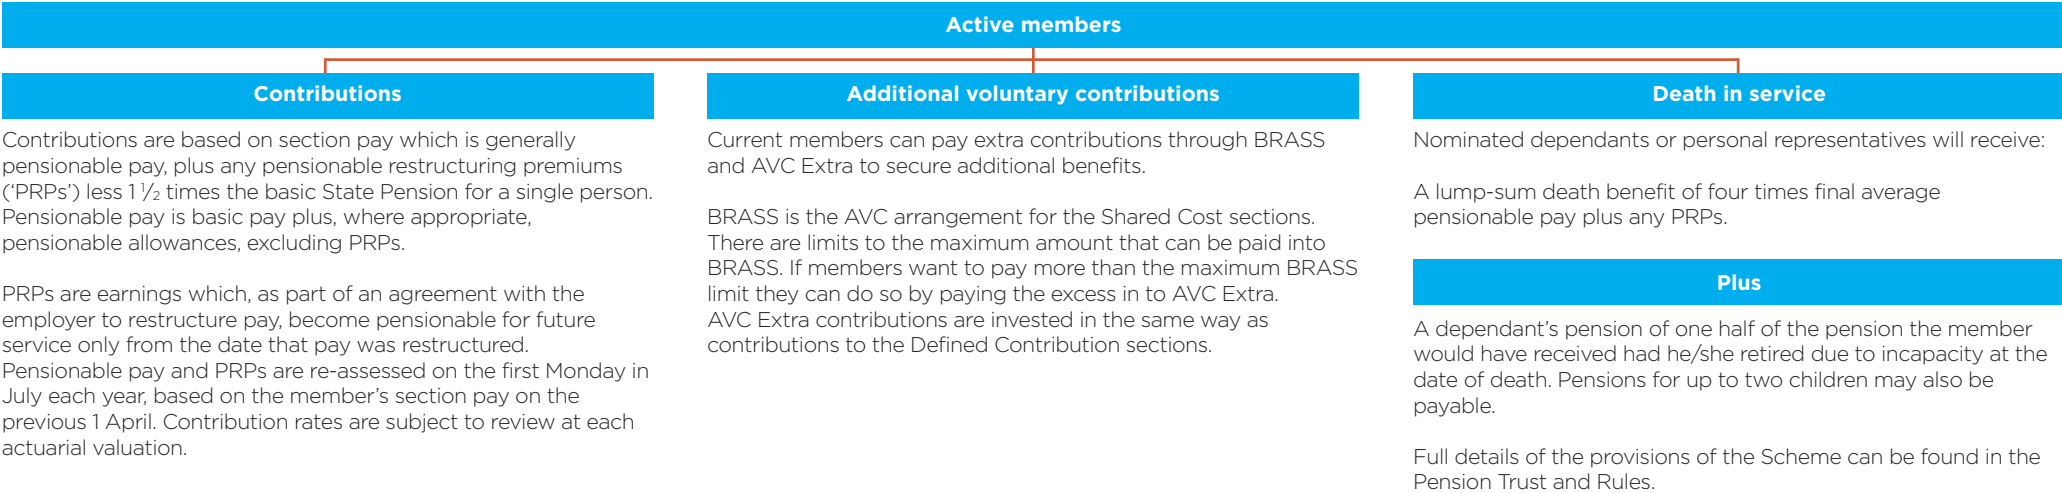 Active members
Contributions
Contributions are based on section pay which is generally
pensionable pay, plus any pensionable restructuring premiums
(‘PRPs’) less 1 1/2 times the basic State Pension for a single person.
Pensionable pay is basic pay plus, where appropriate,
pensionable allowances, excluding PRPs.
PRPs are earnings which, as part of an agreement with the
employer to restructure pay, become pensionable for future
service only from the date that pay was restructured.
Pensionable pay and PRPs are re-assessed on the first Monday in
July each year, based on the member’s section pay on the
previous 1 April. Contribution rates are subject to review at each
actuarial valuation.
Additional voluntary contributions
Current members can pay extra contributions through BRASS
and AVC Extra to secure additional benefits.
BRASS is the AVC arrangement for the Shared Cost sections.
There are limits to the maximum amount that can be paid into
BRASS. If members want to pay more than the maximum BRASS
limit they can do so by paying the excess in to AVC Extra.
AVC Extra contributions are invested in the same way as
contributions to the Defined Contribution sections.
Death in service
Nominated dependants or personal representatives will receive:
A lump-sum death benefit of four times final average
pensionable pay plus any PRPs.
Plus
A dependant’s pension of one half of the pension the member
would have received had he/she retired due to incapacity at the
date of death. Pensions for up to two children may also be
payable.
Full details of the provisions of the Scheme can be found in the
Pension Trust and Rules.